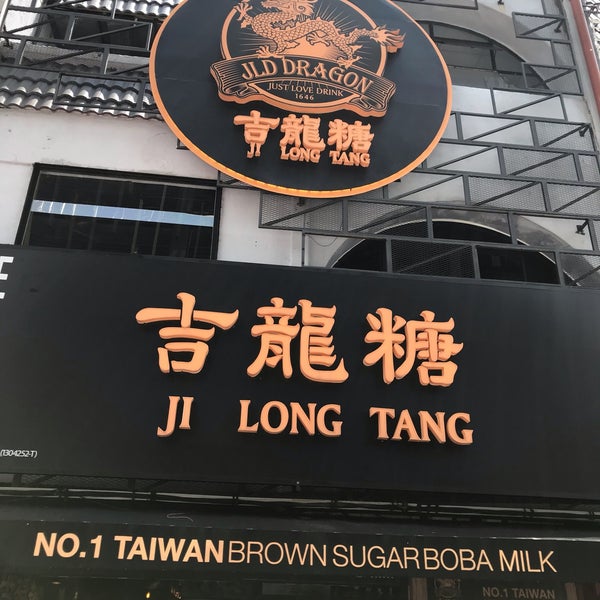 JLD DRAGON
JUST LOVE DRINK
1646
吉龍糖
JI LONG TANG
吉龍糖
JI LONG TANG
(1304252-T)
NO.1 TAIWAN BROWN SUGAR BOBA MILK
NO.1 TAIWAN